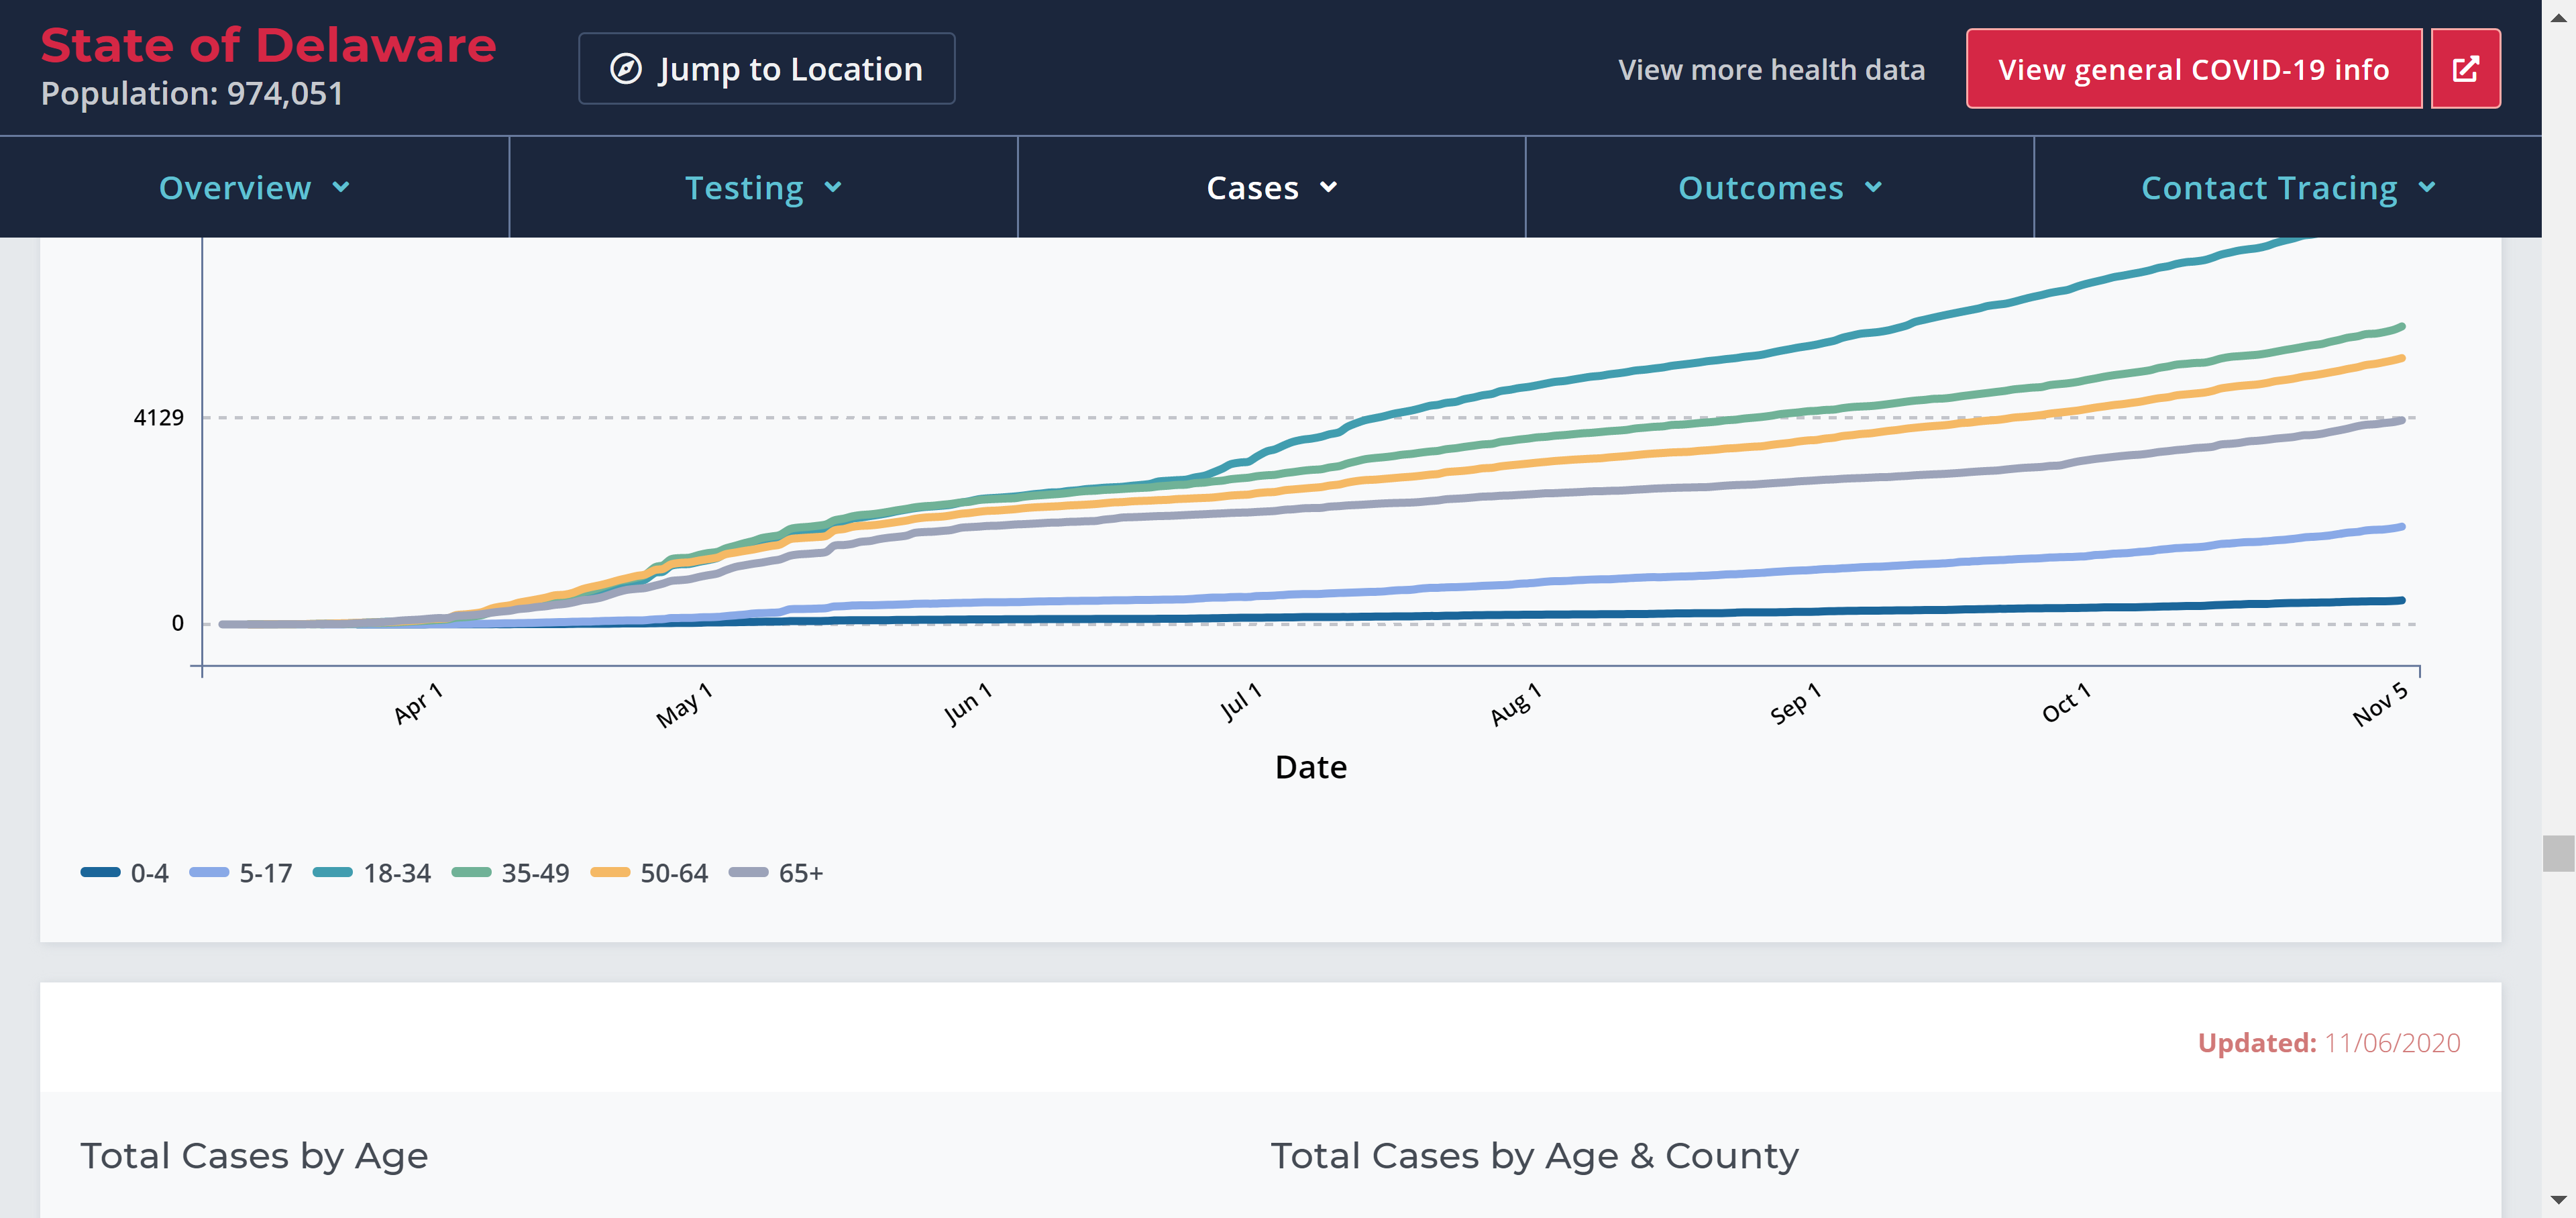 State of Delaware
Population: 974,051
Jump to Location
View more health data
View general COVID-19 info
Overview
Testing
Cases
Outcomes
Contact Tracing
4129
0
Apr 1
May 1
Jun 1
Jul 1
Aug 1
Sep 1
Oct 1
Nov 5
Date
0-4
5-17
18-34
35-49
50-64
65+
Updated: 11/06/2020
Total Cases by Age
Total Cases by Age & County